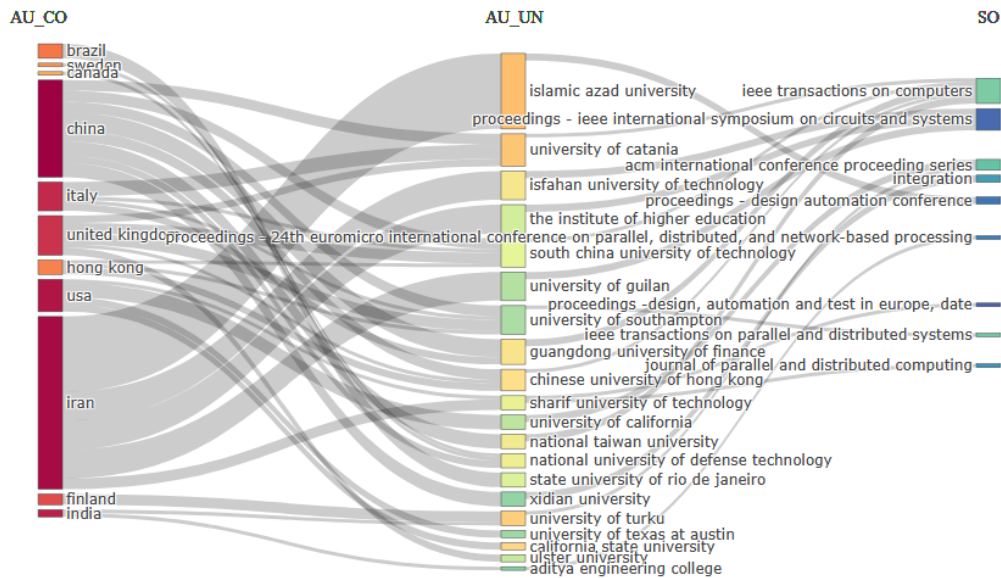 AU_CO
AU_UN
SO
brazil
sweden
canada
china
italy
united kingdom
hong kong
usa
iran
finland
india
islamic azad university
university of catania
isfahan university of technology
the institute of higher education
south china university of technology
university of guilan
university of southampton
guangdong university of finance
chinese university of hong kong
sharif university of technology
university of california
national taiwan university
national university of defense technology
state university of rio de janeiro
xidian university
university of turku
university of texas at austin
california state university
ulster university
aditya engineering college
ieee transactions on computers
proceedings - ieee international symposium on circuits and systems
acm international conference proceeding series
integration
proceedings - design automation conference
proceedings - 24th euromicro international conference on parallel, distributed, and network-based processing
proceedings -design, automation and test in europe, date
ieee transactions on parallel and distributed systems
journal of parallel and distributed computing